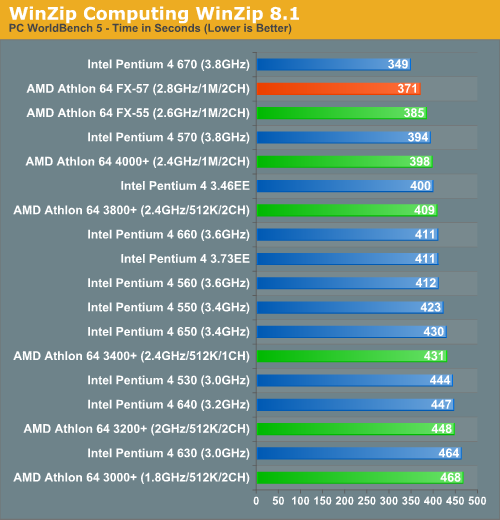 WinZip Computing WinZip 8.1
PC WorldBench 5 - Time in Seconds (Lower is Better)
Intel Pentium 4 670 (3.8GHz) 349
AMD Athlon 64 FX-57 (2.8GHz/1M/2CH) 371
AMD Athlon 64 FX-55 (2.6GHz/1M/2CH) 385
Intel Pentium 4 570 (3.8GHz) 394
AMD Athlon 64 4000+ (2.4GHz/1M/2CH) 398
Intel Pentium 4 3.46EE 400
AMD Athlon 64 3800+ (2.4GHz/512K/2CH) 409
Intel Pentium 4 660 (3.6GHz) 411
Intel Pentium 4 3.73EE 411
Intel Pentium 4 560 (3.6GHz) 412
Intel Pentium 4 550 (3.4GHz) 423
Intel Pentium 4 650 (3.4GHz) 430
AMD Athlon 64 3400+ (2.4GHz/512K/1CH) 431
Intel Pentium 4 530 (3.0GHz) 444
Intel Pentium 4 640 (3.2GHz) 447
AMD Athlon 64 3200+ (2GHz/512K/2CH) 448
Intel Pentium 4 630 (3.0GHz) 464
AMD Athlon 64 3000+ (1.8GHz/512K/2CH) 468
0 50 100 150 200 250 300 350 400 450 500